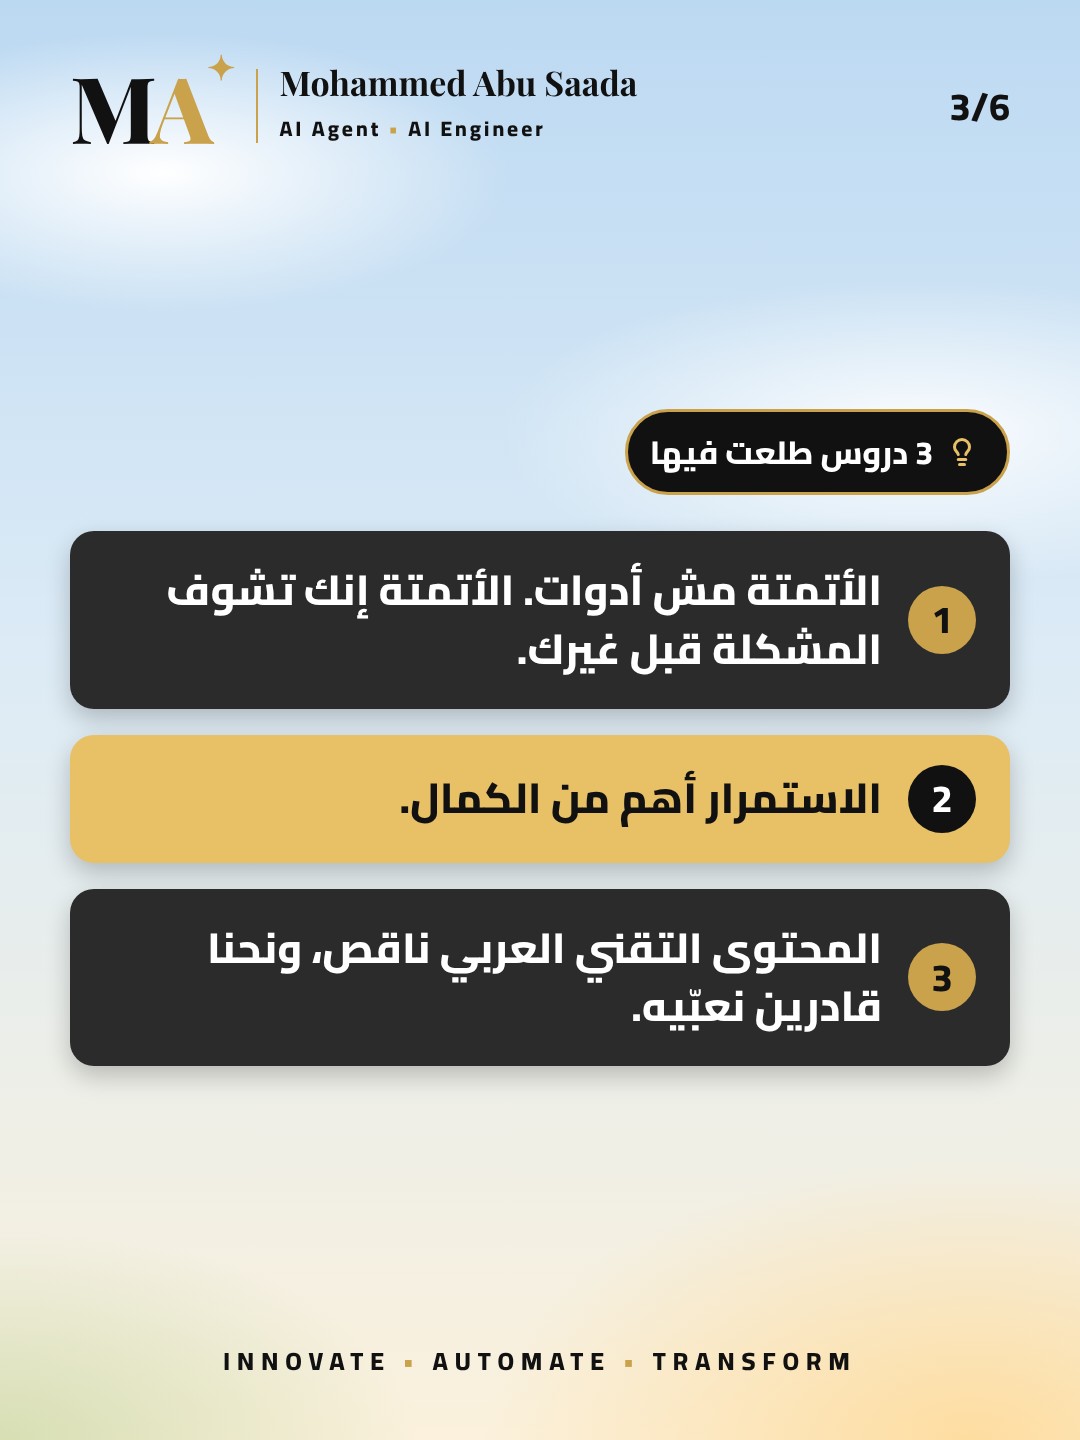 MA
Mohammed Abu Saada
AI Agent ▪ AI Engineer
3/6
3 دروس طلعت فيها
1
الأتمتة مش أدوات. الأتمتة إنك تشوف
المشكلة قبل غيرك.
2
الاستمرار أهم من الكمال.
3
المحتوى التقني العربي ناقص، ونحنا
قادرين نعبّيه.
INNOVATE ▪ AUTOMATE ▪ TRANSFORM